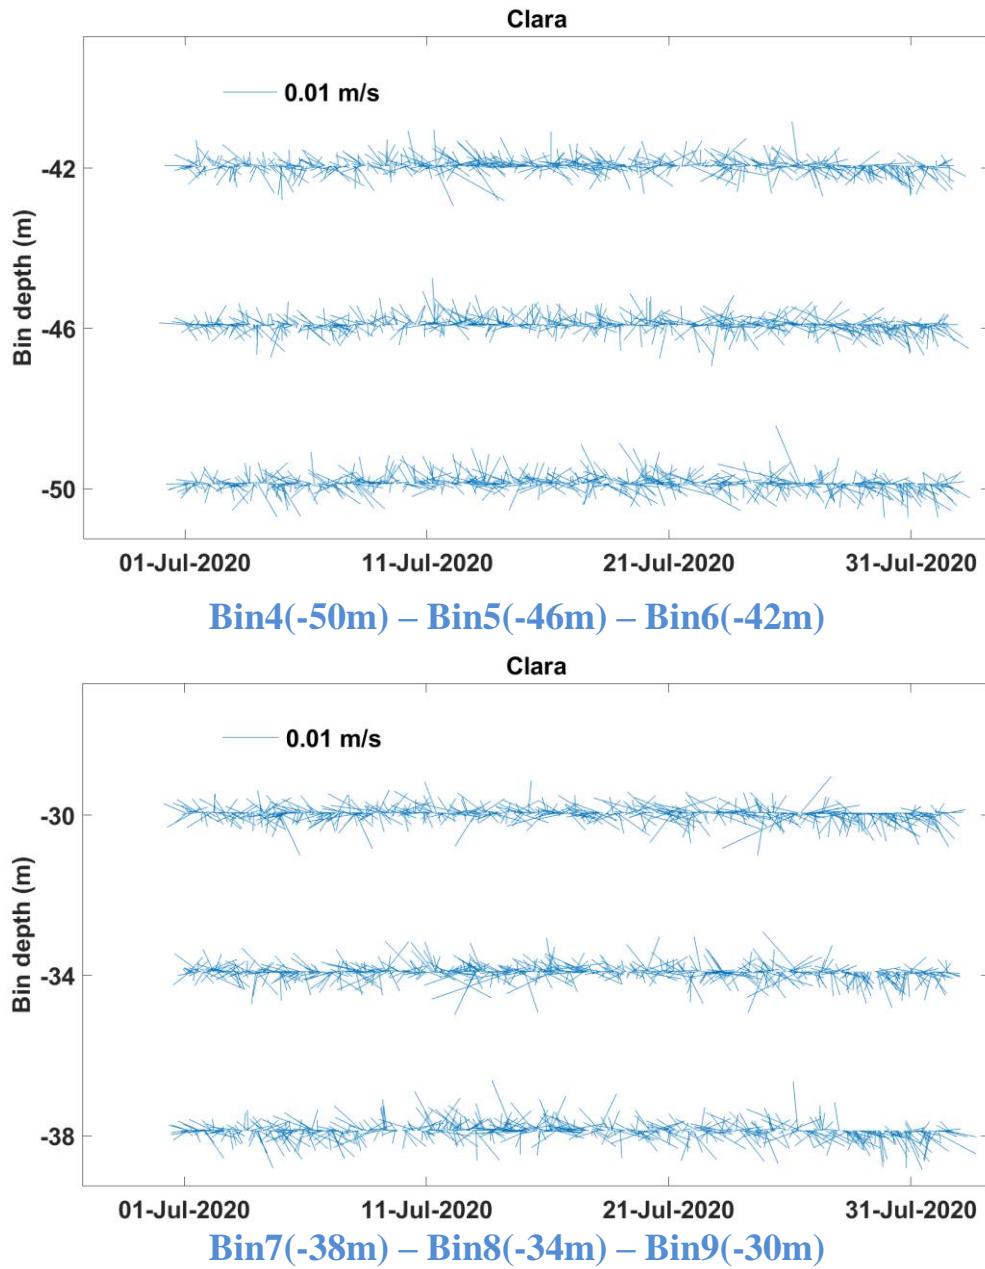 Clara
0.01 m/s
-42
-46
-50
Bin depth (m)
01-Jul-2020 11-Jul-2020 21-Jul-2020 31-Jul-2020
Bin4(-50m) – Bin5(-46m) – Bin6(-42m)
Clara
0.01 m/s
-30
-34
-38
Bin depth (m)
01-Jul-2020 11-Jul-2020 21-Jul-2020 31-Jul-2020
Bin7(-38m) – Bin8(-34m) – Bin9(-30m)